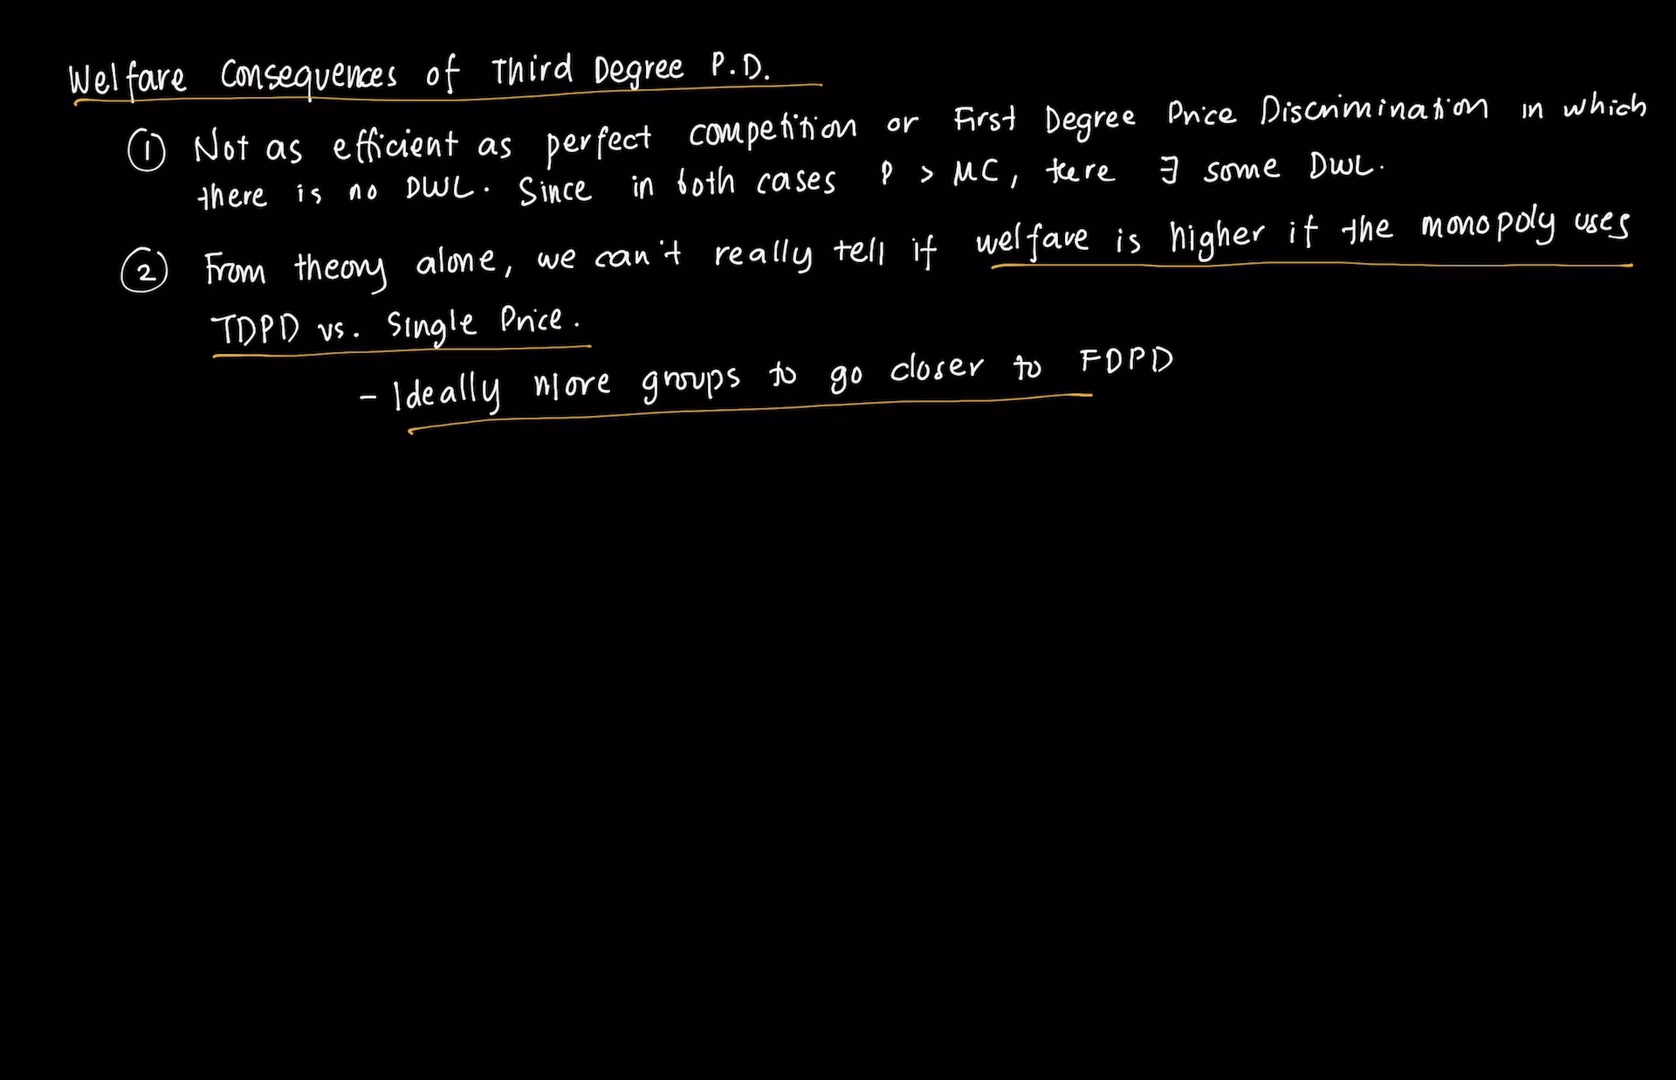 Welfare Consequences of Third Degree P.D.
① Not as efficient as perfect competition or First Degree Price Discrimination in which
there is no DWL. Since in both cases P > MC, there ∃ some DWL.
② From theory alone, we can't really tell if welfare is higher if the monopoly uses
TDPD vs. Single Price.
- Ideally more groups to go closer to FDPD